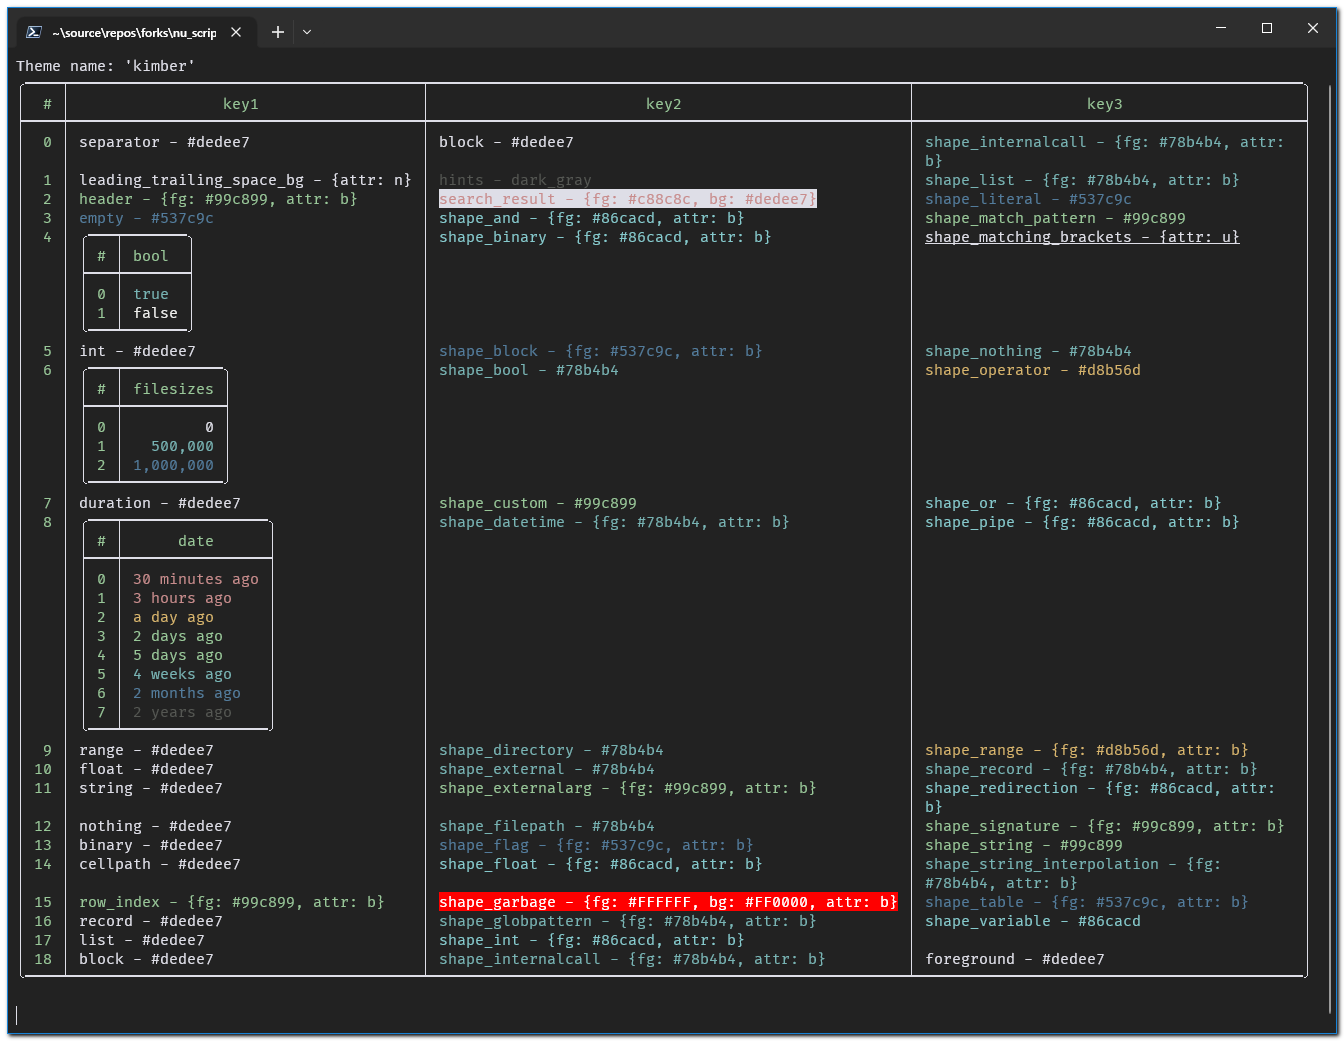 ~\source\repos\forks\nu_scrip
Theme name: 'kimber'
# key1 key2 key3
0 separator - #dedee7 block - #dedee7 shape_internalcall - {fg: #78b4b4, attr:
b}
1 leading_trailing_space_bg - {attr: n} hints - dark_gray shape_list - {fg: #78b4b4, attr: b}
2 header - {fg: #99c899, attr: b} search_result - {fg: #c88c8c, bg: #dedee7} shape_literal - #537c9c
3 empty - #537c9c shape_and - {fg: #86cacd, attr: b} shape_match_pattern - #99c899
4 shape_binary - {fg: #86cacd, attr: b} shape_matching_brackets - {attr: u}
# bool
0 true
1 false
5 int - #dedee7 shape_block - {fg: #537c9c, attr: b} shape_nothing - #78b4b4
6 shape_bool - #78b4b4 shape_operator - #d8b56d
# filesizes
0 0
1 500,000
2 1,000,000
7 duration - #dedee7 shape_custom - #99c899 shape_or - {fg: #86cacd, attr: b}
8 shape_datetime - {fg: #78b4b4, attr: b} shape_pipe - {fg: #86cacd, attr: b}
# date
0 30 minutes ago
1 3 hours ago
2 a day ago
3 2 days ago
4 5 days ago
5 4 weeks ago
6 2 months ago
7 2 years ago
9 range - #dedee7 shape_directory - #78b4b4 shape_range - {fg: #d8b56d, attr: b}
10 float - #dedee7 shape_external - #78b4b4 shape_record - {fg: #78b4b4, attr: b}
11 string - #dedee7 shape_externalarg - {fg: #99c899, attr: b} shape_redirection - {fg: #86cacd, attr:
b}
12 nothing - #dedee7 shape_filepath - #78b4b4 shape_signature - {fg: #99c899, attr: b}
13 binary - #dedee7 shape_flag - {fg: #537c9c, attr: b} shape_string - #99c899
14 cellpath - #dedee7 shape_float - {fg: #86cacd, attr: b} shape_string_interpolation - {fg:
#78b4b4, attr: b}
15 row_index - {fg: #99c899, attr: b} shape_garbage - {fg: #FFFFFF, bg: #FF0000, attr: b} shape_table - {fg: #537c9c, attr: b}
16 record - #dedee7 shape_globpattern - {fg: #78b4b4, attr: b} shape_variable - #86cacd
17 list - #dedee7 shape_int - {fg: #86cacd, attr: b}
18 block - #dedee7 shape_internalcall - {fg: #78b4b4, attr: b} foreground - #dedee7